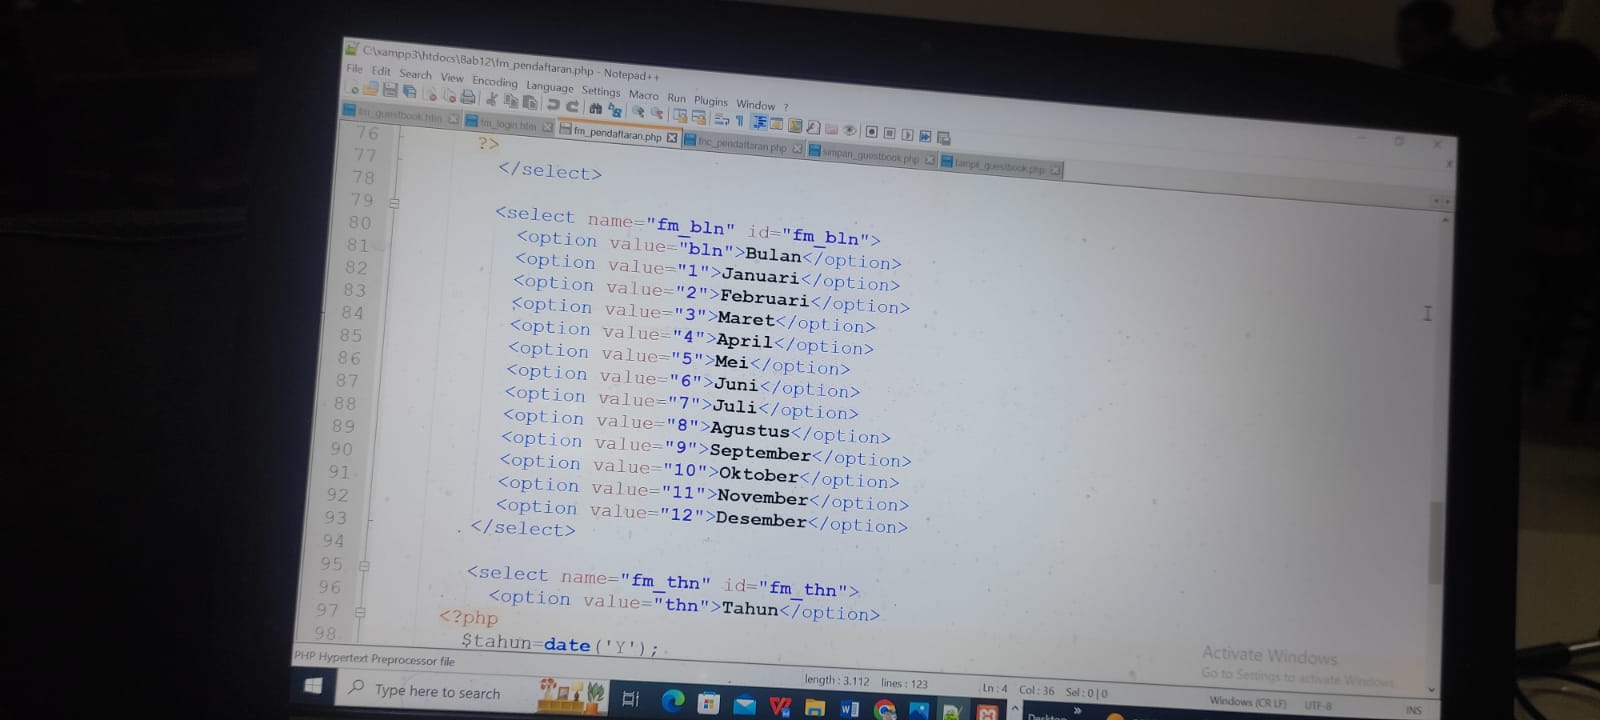 C:\xampp3\htdocs\8ab12\fm_pendaftaran.php - Notepad++
File Edit Search View Encoding Language Settings Macro Run Plugins Window ?
fm_guestbook.htm fm_login.htm fm_pendaftaran.php fnc_pendaftaran.php simpan_guestbook.php tampil_guestbook.php
76 ?>
77 </select>
78
79 <select name="fm_bln" id="fm_bln">
80 <option value="bln">Bulan</option>
81 <option value="1">Januari</option>
82 <option value="2">Februari</option>
83 <option value="3">Maret</option>
84 <option value="4">April</option>
85 <option value="5">Mei</option>
86 <option value="6">Juni</option>
87 <option value="7">Juli</option>
88 <option value="8">Agustus</option>
89 <option value="9">September</option>
90 <option value="10">Oktober</option>
91 <option value="11">November</option>
92 <option value="12">Desember</option>
93 </select>
94
95 <select name="fm_thn" id="fm_thn">
96 <option value="thn">Tahun</option>
97 <?php
98 $tahun=date('Y');
Activate Windows
Go to Settings to activate Windows.
PHP Hypertext Preprocessor file length : 3.112 lines : 123 Ln : 4 Col : 36 Sel : 0 | 0 Windows (CR LF) UTF-8 INS
Type here to search
Desktop